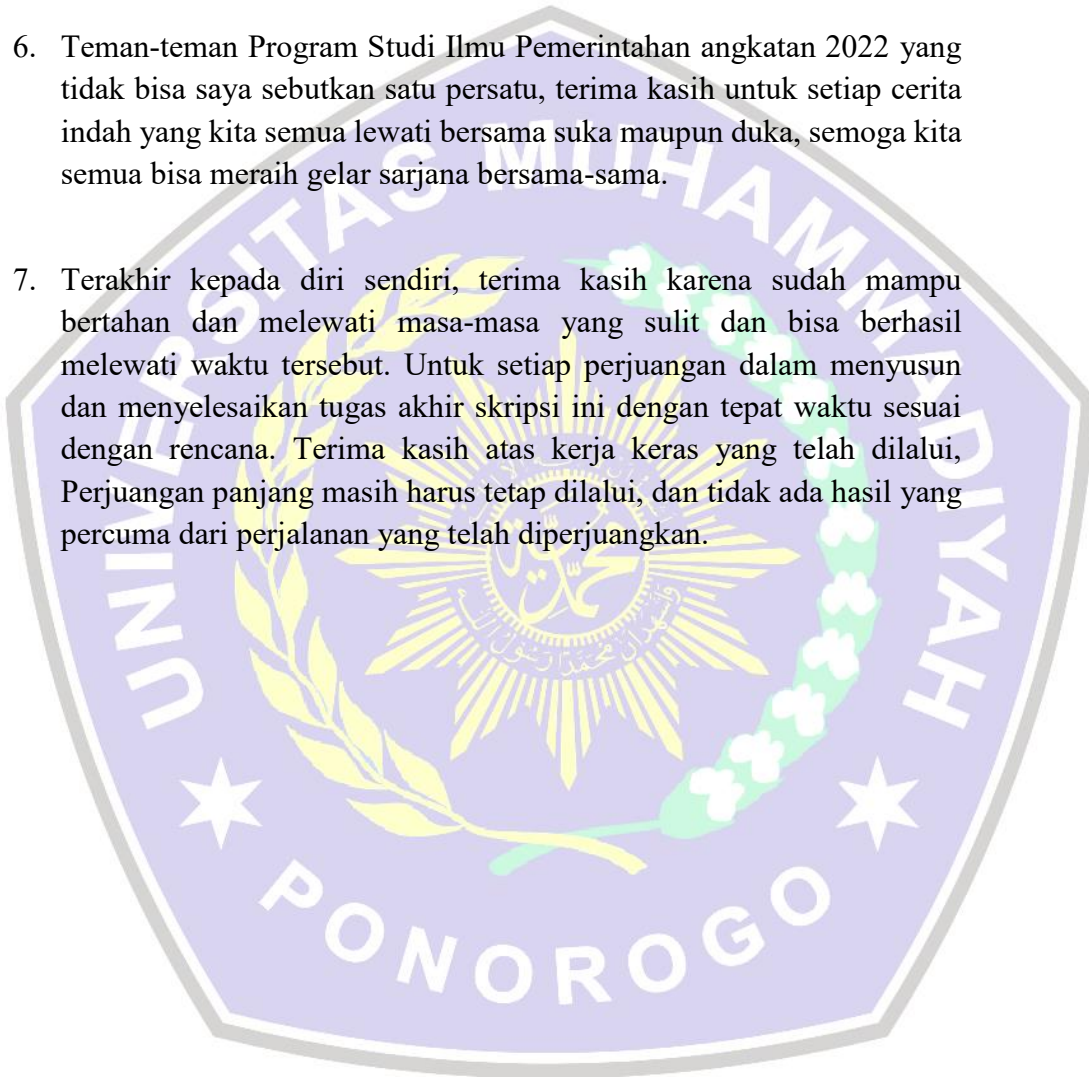 6. Teman-teman Program Studi Ilmu Pemerintahan angkatan 2022 yang
tidak bisa saya sebutkan satu persatu, terima kasih untuk setiap cerita
indah yang kita semua lewati bersama suka maupun duka, semoga kita
semua bisa meraih gelar sarjana bersama-sama.
7. Terakhir kepada diri sendiri, terima kasih karena sudah mampu
bertahan dan melewati masa-masa yang sulit dan bisa berhasil
melewati waktu tersebut. Untuk setiap perjuangan dalam menyusun
dan menyelesaikan tugas akhir skripsi ini dengan tepat waktu sesuai
dengan rencana. Terima kasih atas kerja keras yang telah dilalui,
Perjuangan panjang masih harus tetap dilalui, dan tidak ada hasil yang
percuma dari perjalanan yang telah diperjuangkan.
UNIVERSITAS MUHAMMADIYAH
PONOROGO